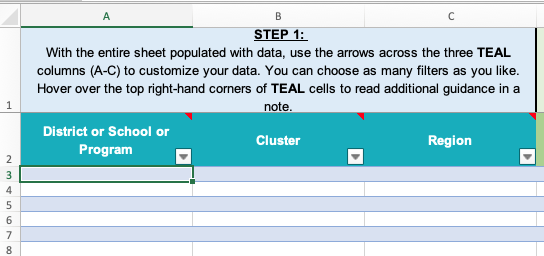 A B C
STEP 1:
With the entire sheet populated with data, use the arrows across the three TEAL
columns (A-C) to customize your data. You can choose as many filters as you like.
Hover over the top right-hand corners of TEAL cells to read additional guidance in a
note.
1
District or School or
Program
Cluster
Region
2
3
4
5
6
7
8